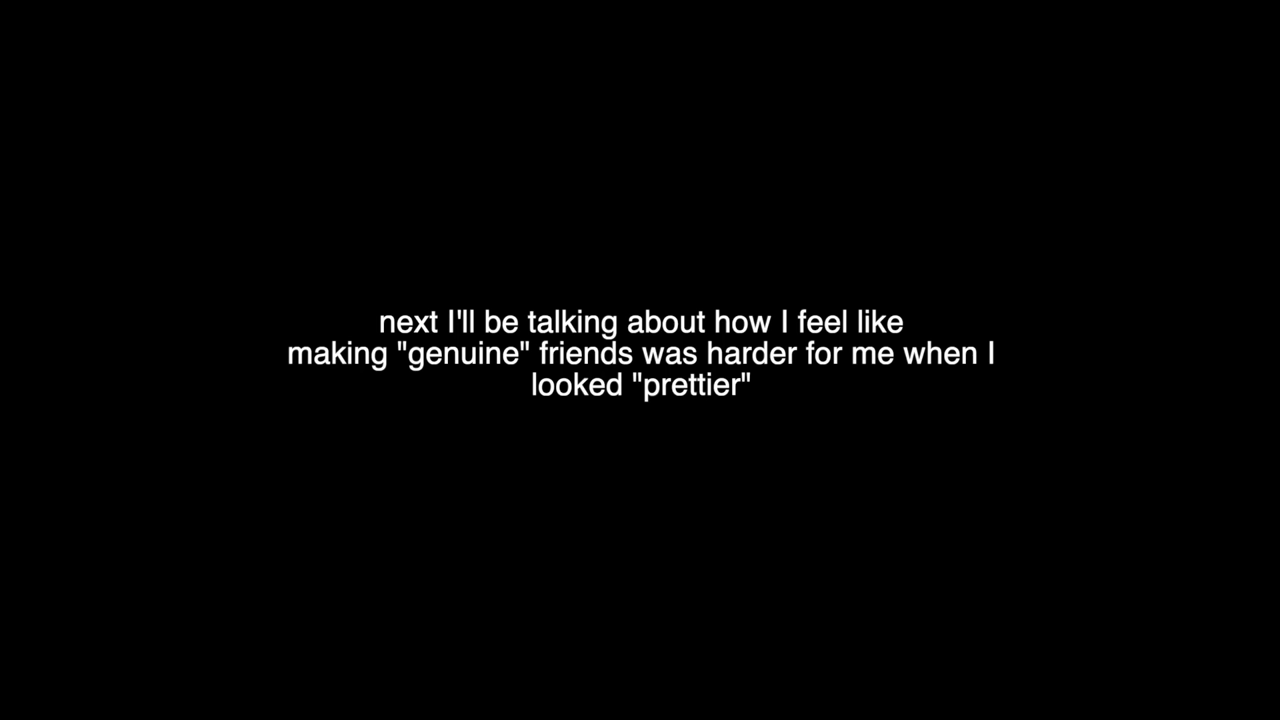 next I'll be talking about how I feel like
making "genuine" friends was harder for me when I
looked "prettier"